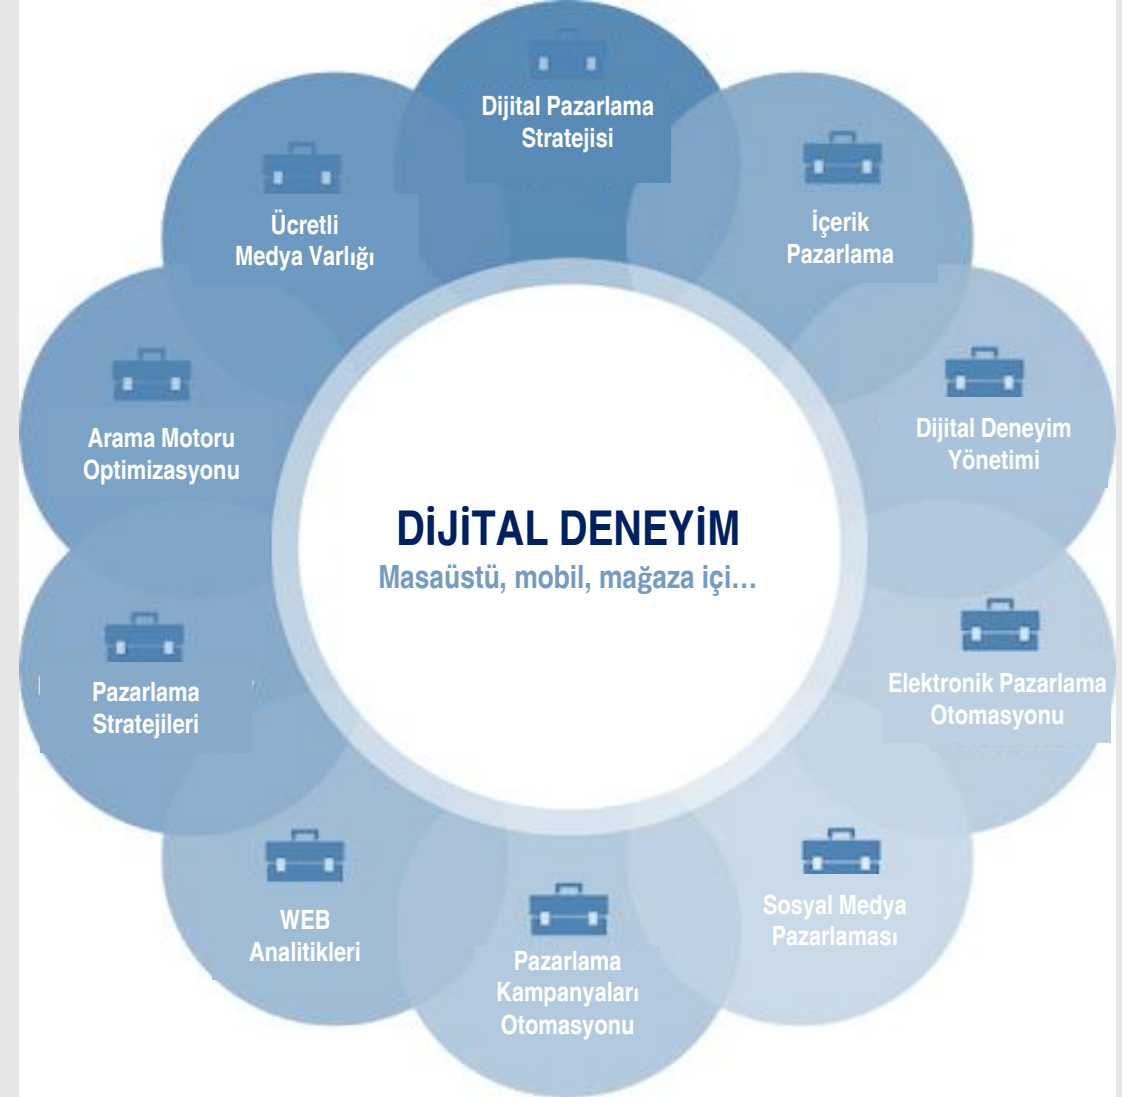 Dijital Pazarlama
Stratejisi
İçerik
Pazarlama
Dijital Deneyim
Yönetimi
Elektronik Pazarlama
Otomasyonu
Sosyal Medya
Pazarlaması
Pazarlama
Kampanyaları
Otomasyonu
WEB
Analitikleri
Pazarlama
Stratejileri
Arama Motoru
Optimizasyonu
Ücretli
Medya Varlığı
DİJİTAL DENEYİM
Masaüstü, mobil, mağaza içi...